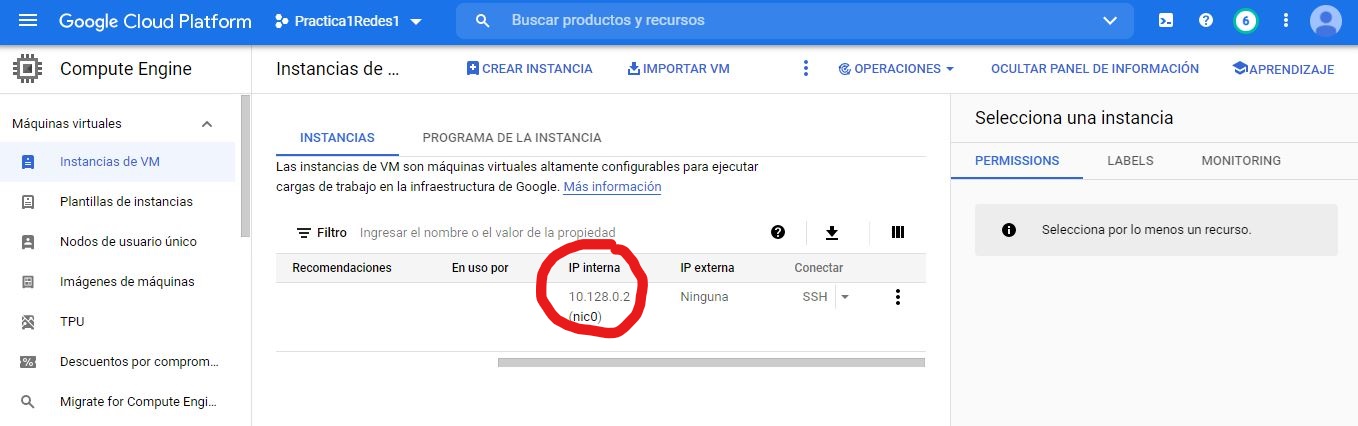 Google Cloud Platform
Practica1Redes1
Buscar productos y recursos
6
Compute Engine
Instancias de ...
CREAR INSTANCIA
IMPORTAR VM
OPERACIONES
OCULTAR PANEL DE INFORMACIÓN
APRENDIZAJE
Máquinas virtuales
Instancias de VM
Plantillas de instancias
Nodos de usuario único
Imágenes de máquinas
TPU
Descuentos por comprom...
Migrate for Compute Engi...
INSTANCIAS
PROGRAMA DE LA INSTANCIA
Las instancias de VM son máquinas virtuales altamente configurables para ejecutar
cargas de trabajo en la infraestructura de Google. Más información
Filtro Ingresar el nombre o el valor de la propiedad
Recomendaciones En uso por IP interna IP externa Conectar
10.128.0.2 Ninguna SSH
(nic0)
Selecciona una instancia
PERMISSIONS LABELS MONITORING
Selecciona por lo menos un recurso.